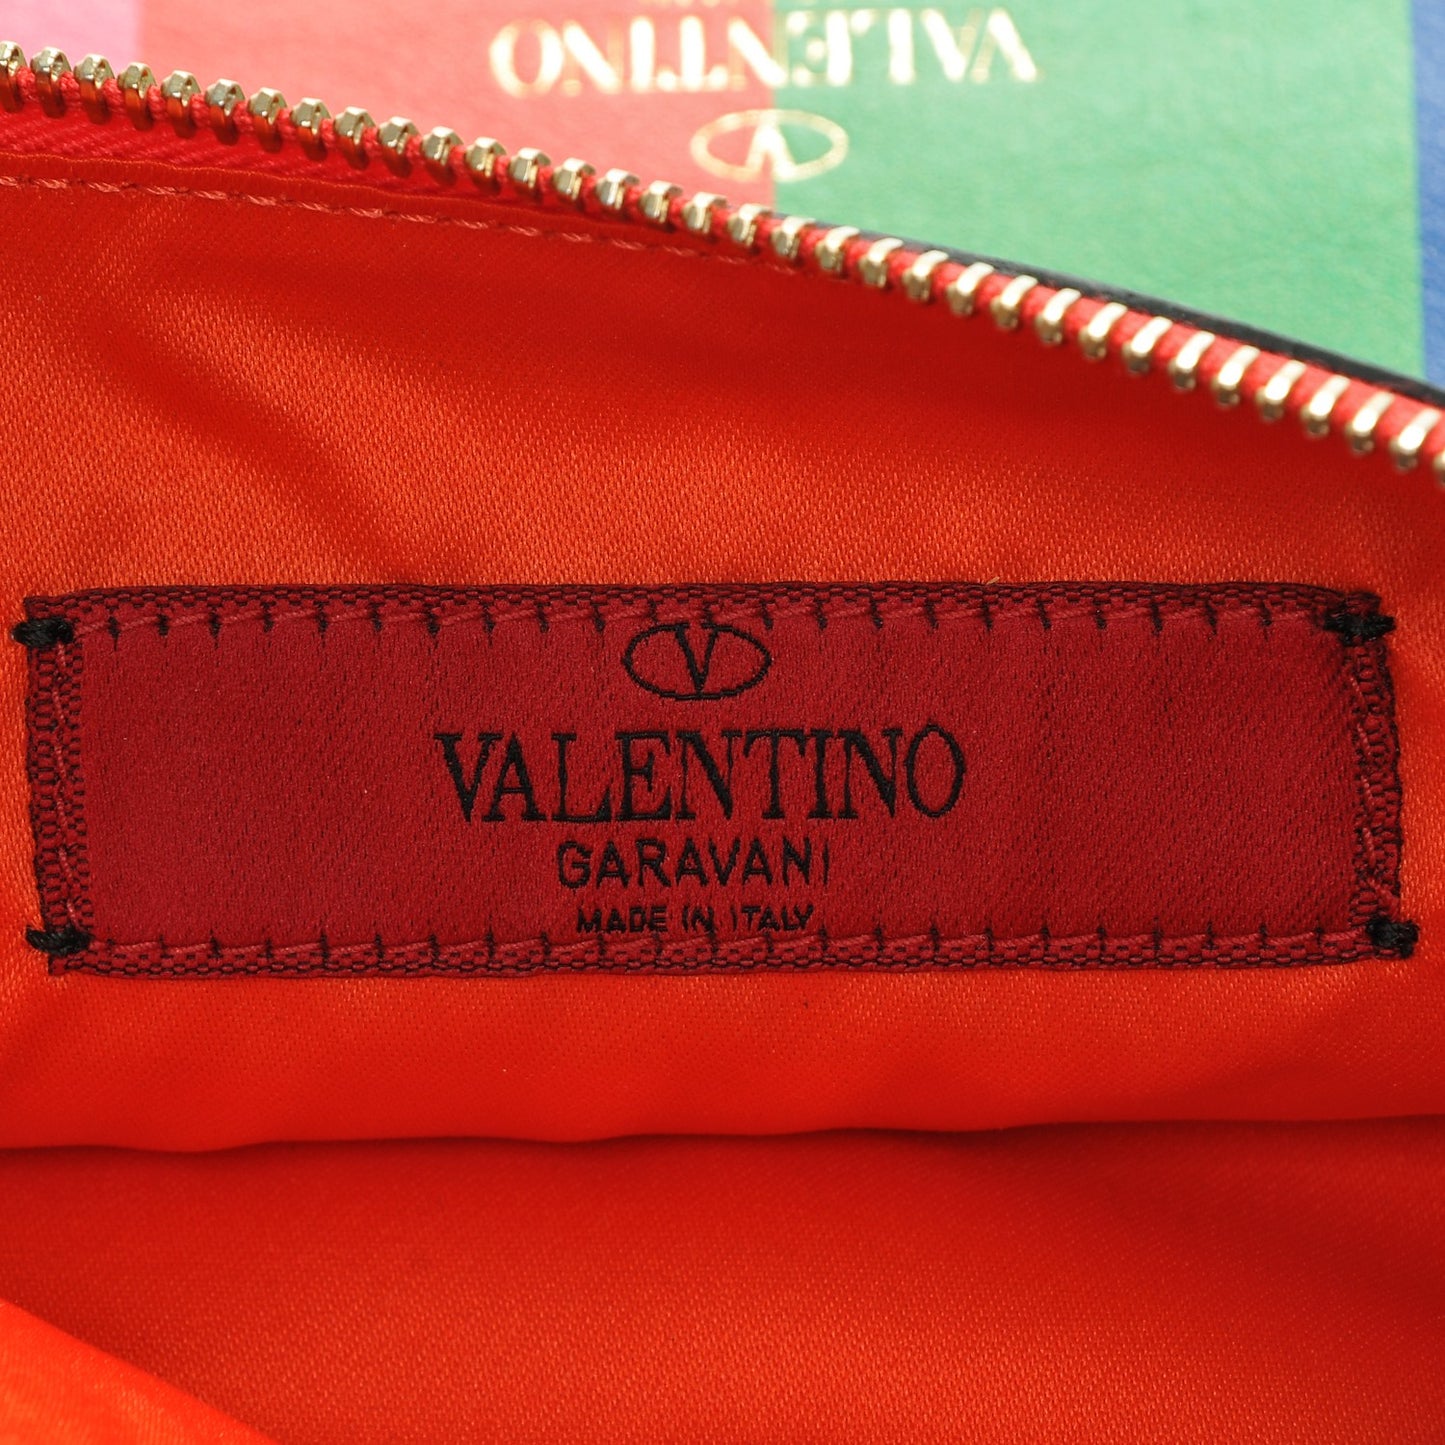 VALENTINO
V
V
VALENTINO
GARAVANI
MADE IN ITALY